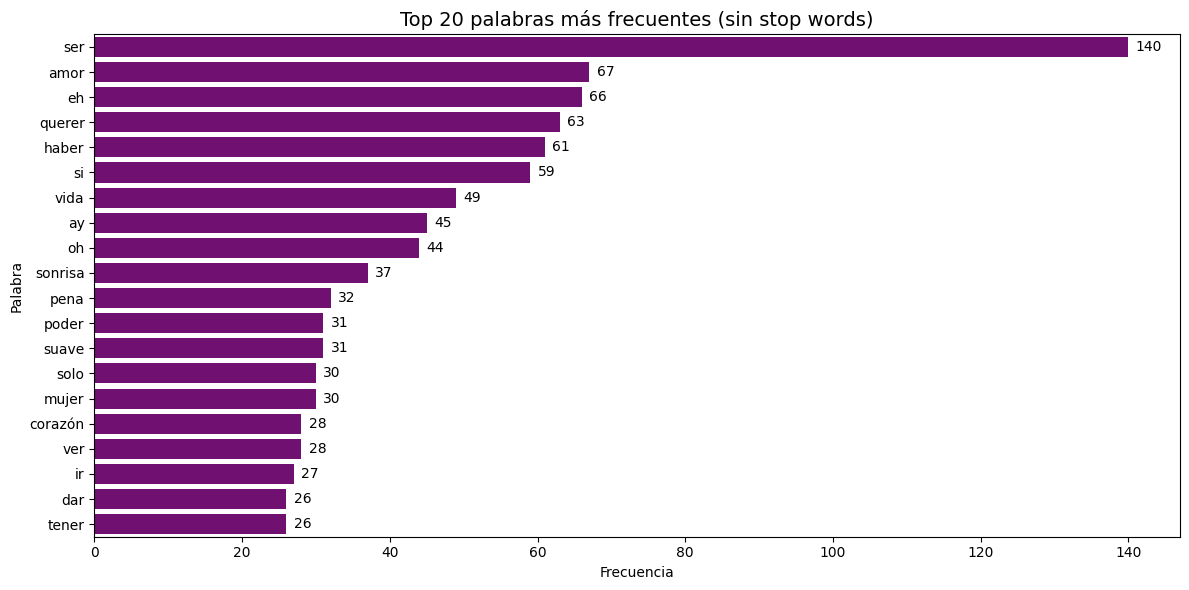 Top 20 palabras más frecuentes (sin stop words)
Palabra
ser 140
amor 67
eh 66
querer 63
haber 61
si 59
vida 49
ay 45
oh 44
sonrisa 37
pena 32
poder 31
suave 31
solo 30
mujer 30
corazón 28
ver 28
ir 27
dar 26
tener 26
0 20 40 60 80 100 120 140
Frecuencia